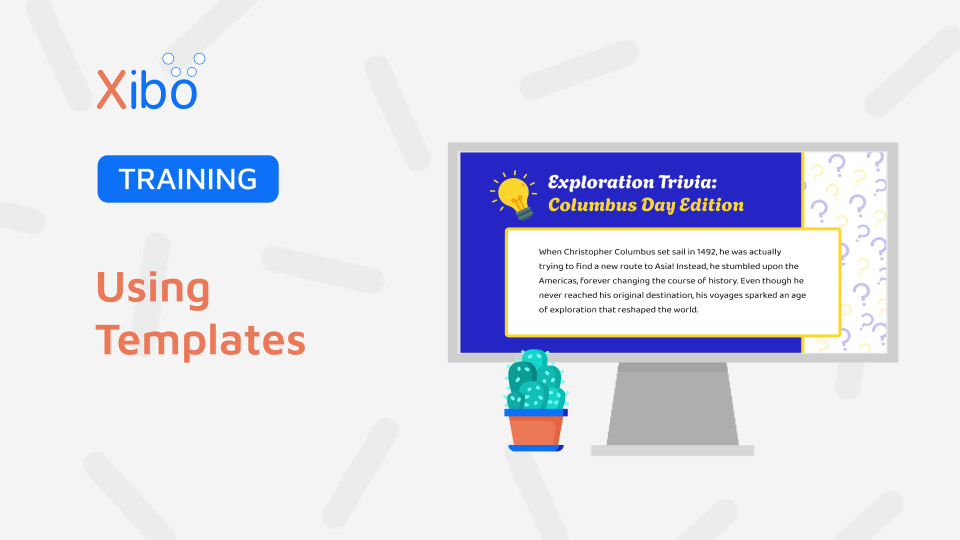 Xibo
TRAINING
Using
Templates
Exploration Trivia:
Columbus Day Edition
When Christopher Columbus set sail in 1492, he was actually
trying to find a new route to Asia! Instead, he stumbled upon the
Americas, forever changing the course of history. Even though he
never reached his original destination, his voyages sparked an age
of exploration that reshaped the world.